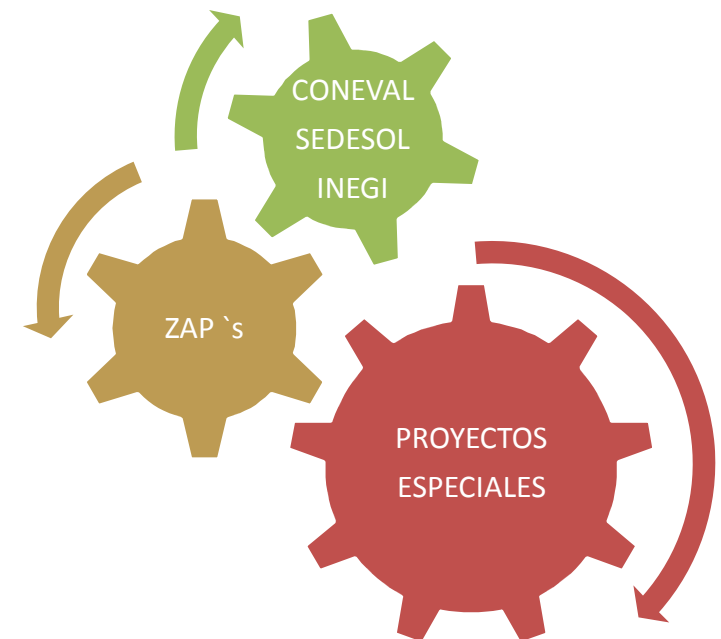 CONEVAL
SEDESOL
INEGI
ZAP `s
PROYECTOS
ESPECIALES